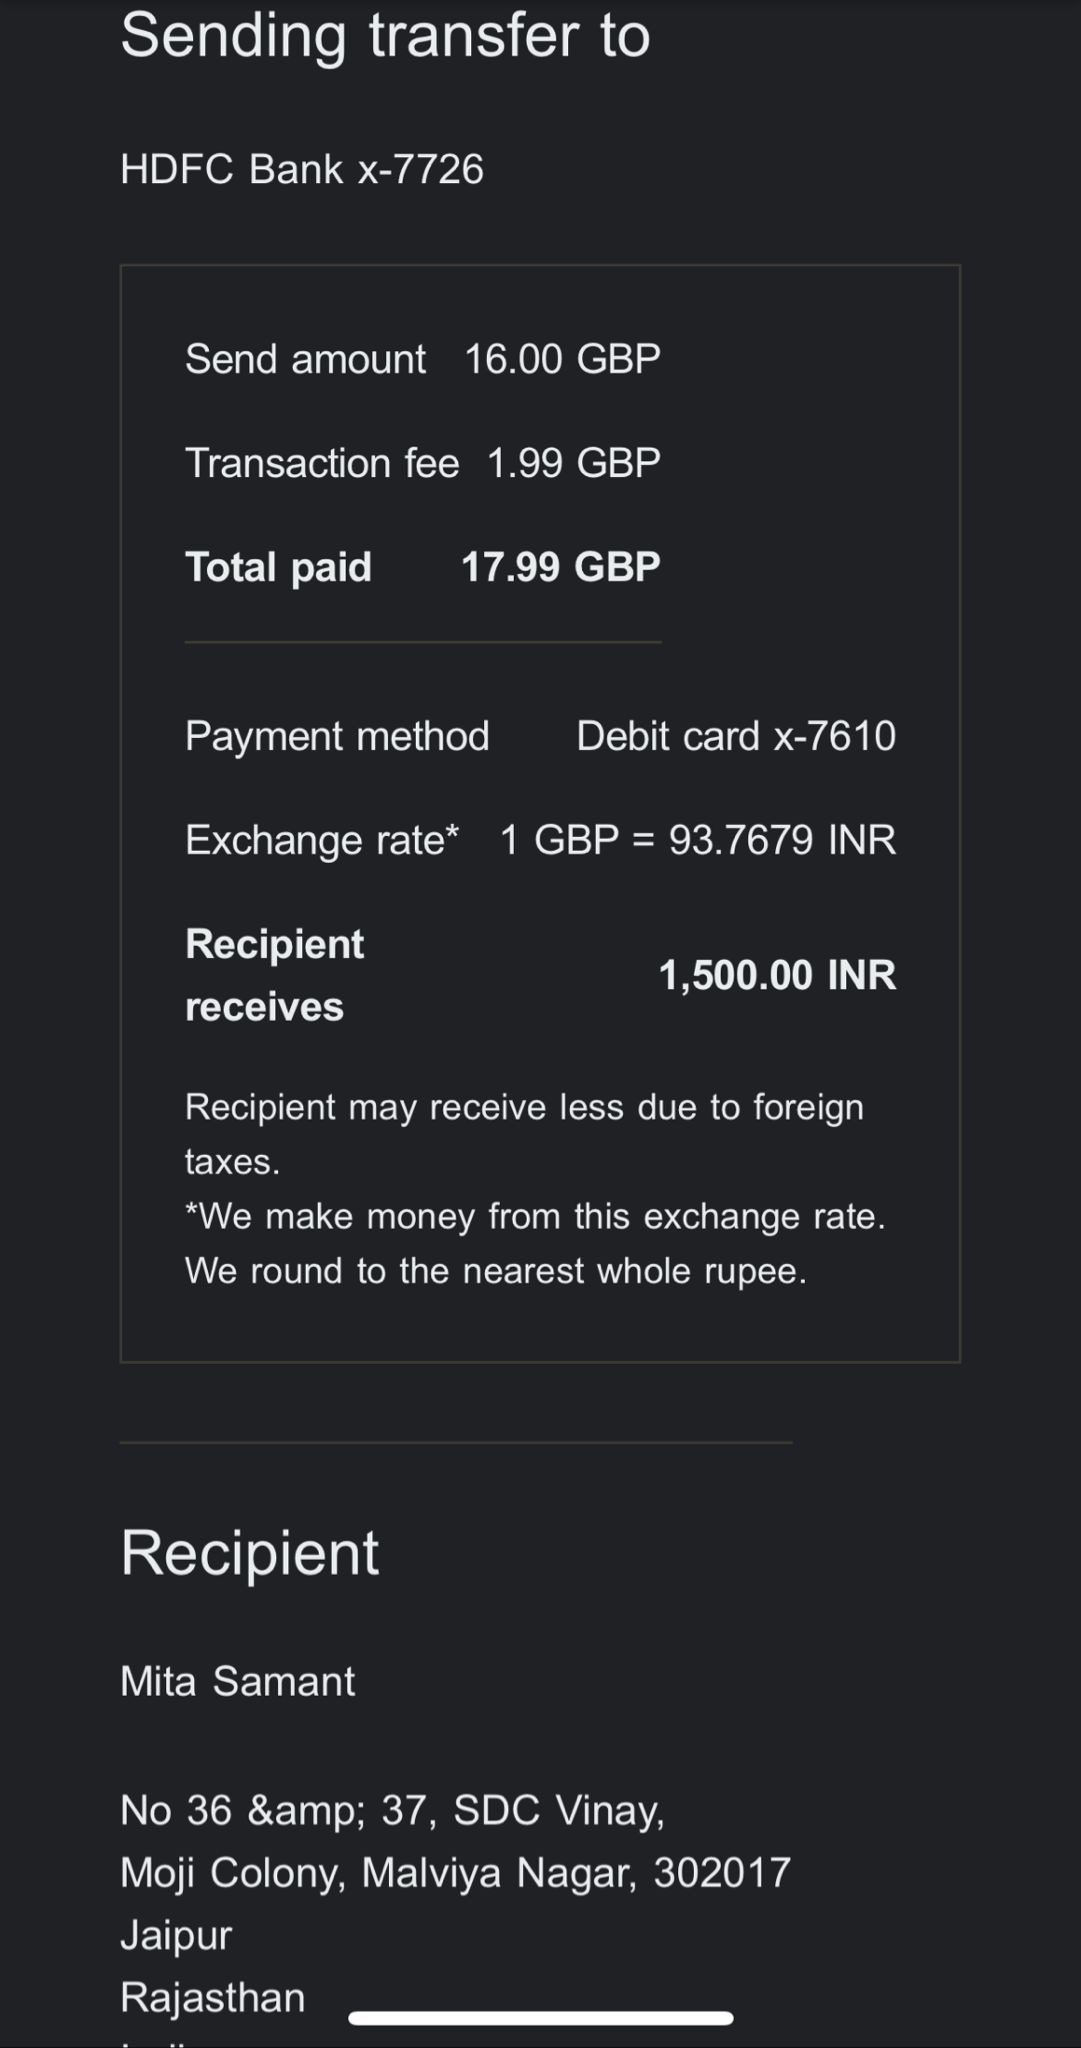 Sending transfer to
HDFC Bank x-7726
Send amount 16.00 GBP
Transaction fee 1.99 GBP
Total paid 17.99 GBP
Payment method Debit card x-7610
Exchange rate* 1 GBP = 93.7679 INR
Recipient
receives 1,500.00 INR
Recipient may receive less due to foreign
taxes.
*We make money from this exchange rate.
We round to the nearest whole rupee.
Recipient
Mita Samant
No 36 &amp; 37, SDC Vinay,
Moji Colony, Malviya Nagar, 302017
Jaipur
Rajasthan